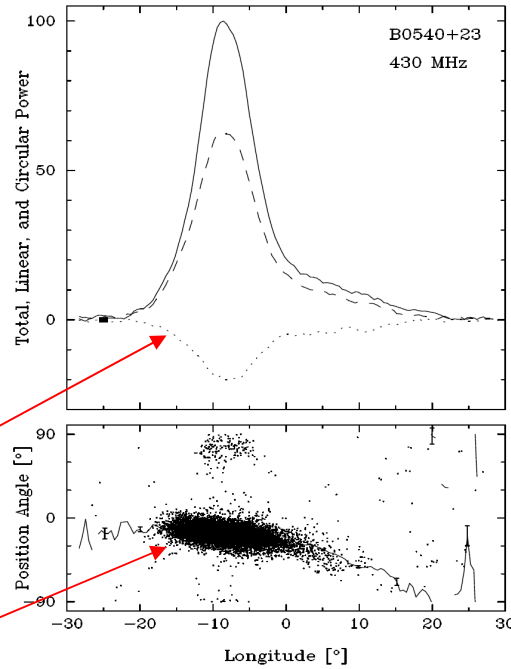 B0540+23
430 MHz
Total, Linear, and Circular Power
100
50
0
Position Angle [°]
90
0
−90
−30
−20
−10
0
10
20
30
Longitude [°]